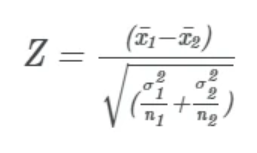 Z = (x̄₁−x̄₂) / √(σ₁²/n₁ + σ₂²/n₂)